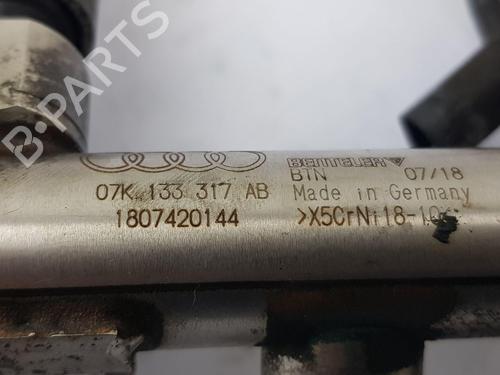 B-PARTS
BENTELER
07K 133 317 AB
BTN 07/18
1807420144
Made in Germany
>X5CrNi18-10<